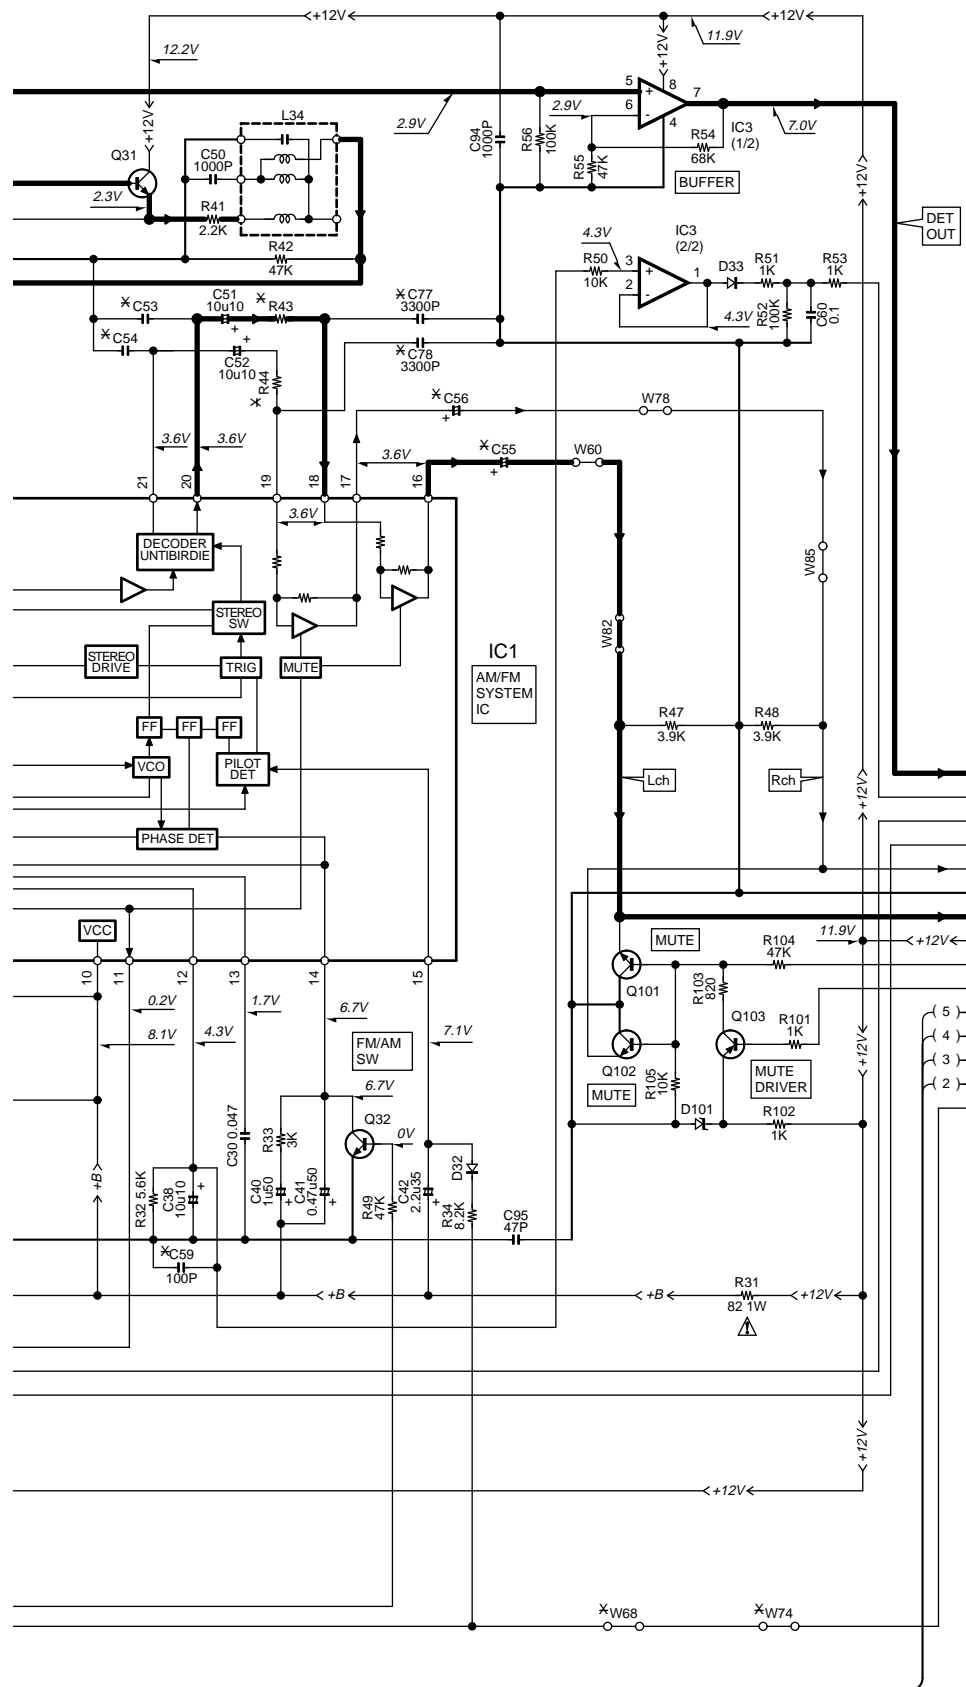 +12V
+12V
12.2V
+12V
11.9V
+12V
5
8
7
6
4
2.9V
2.9V
C94
1000P
R56
100K
R55
47K
R54
68K
IC3
(1/2)
7.0V
BUFFER
+12V
L34
Q31
C50
1000P
2.3V
R41
2.2K
R42
47K
DET
OUT
+12V
4.3V
R50
10K
IC3
(2/2)
3
2
1
D33
R51
1K
R53
1K
R52
100K
C60
0.1
4.3V
C53
C51
10u10
R43
C77
3300P
C54
C52
10u10
R44
C78
3300P
C56
W78
3.6V
3.6V
3.6V
C55
W60
21
20
19
18
17
16
3.6V
DECODER
UNTIBIRDIE
W85
STEREO
SW
W82
STEREO
DRIVE
TRIG
MUTE
IC1
AM/FM
SYSTEM
IC
FF
FF
FF
R47
3.9K
R48
3.9K
VCO
PILOT
DET
Lch
Rch
+12V
PHASE DET
VCC
MUTE
11.9V
+12V
R104
47K
10
11
12
13
14
15
Q101
R103
820
0.2V
1.7V
6.7V
8.1V
4.3V
7.1V
FM/AM
SW
Q103
R101
1K
(5)
(4)
(3)
(2)
Q102
MUTE
R105
10K
MUTE
DRIVER
+12V
6.7V
D101
R102
1K
C30 0.047
R33
3K
Q32
0V
+B
R32 5.6K
C38
10u10
C40
1u50
C41
0.47u50
R49
47K
C42
2.2u35
D32
R34
8.2K
C95
47P
C59
100P
R31
82 1W
+B
+B
+12V
+12V
+12V
W68
W74